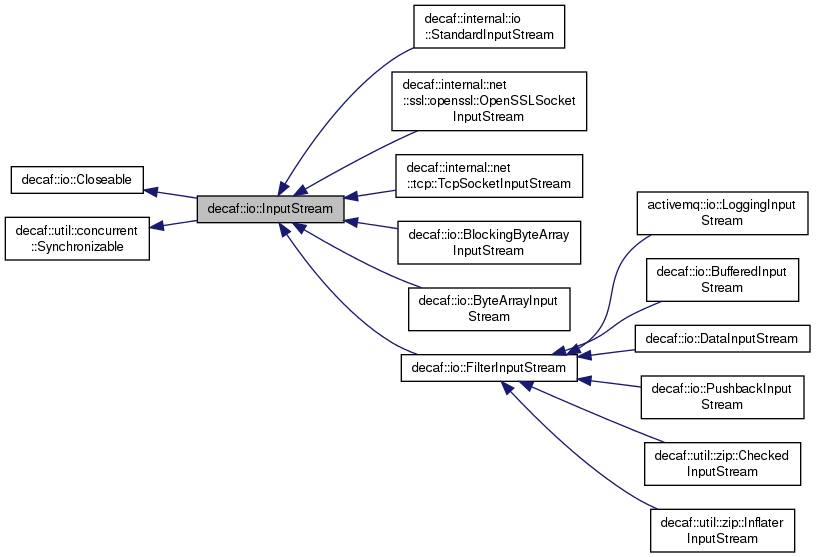 decaf::io::Closeable
decaf::util::concurrent
::Synchronizable
decaf::io::InputStream
decaf::internal::io
::StandardInputStream
decaf::internal::net
::ssl::openssl::OpenSSLSocket
InputStream
decaf::internal::net
::tcp::TcpSocketInputStream
decaf::io::BlockingByteArray
InputStream
decaf::io::ByteArrayInput
Stream
decaf::io::FilterInputStream
activemq::io::LoggingInput
Stream
decaf::io::BufferedInput
Stream
decaf::io::DataInputStream
decaf::io::PushbackInput
Stream
decaf::util::zip::Checked
InputStream
decaf::util::zip::Inflater
InputStream